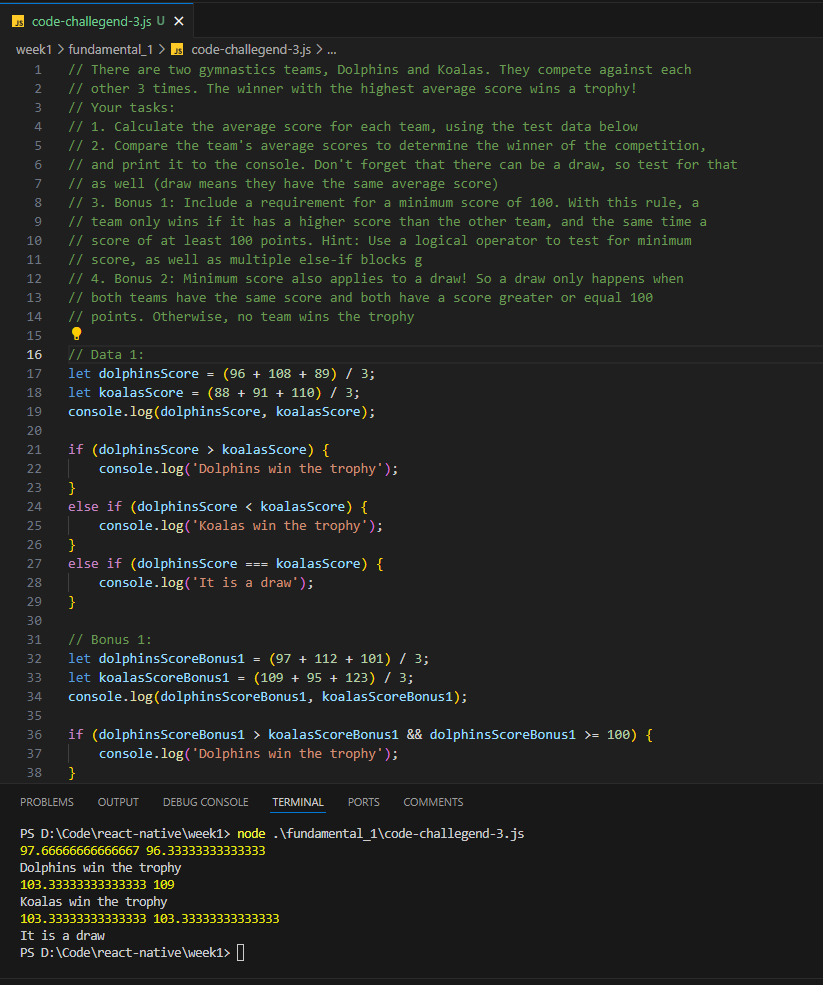 JS code-challegend-3.js U ×
week1 > fundamental_1 > JS code-challegend-3.js > ...
1 // There are two gymnastics teams, Dolphins and Koalas. They compete against each
2 // other 3 times. The winner with the highest average score wins a trophy!
3 // Your tasks:
4 // 1. Calculate the average score for each team, using the test data below
5 // 2. Compare the team's average scores to determine the winner of the competition,
6 // and print it to the console. Don't forget that there can be a draw, so test for that
7 // as well (draw means they have the same average score)
8 // 3. Bonus 1: Include a requirement for a minimum score of 100. With this rule, a
9 // team only wins if it has a higher score than the other team, and the same time a
10 // score of at least 100 points. Hint: Use a logical operator to test for minimum
11 // score, as well as multiple else-if blocks g
12 // 4. Bonus 2: Minimum score also applies to a draw! So a draw only happens when
13 // both teams have the same score and both have a score greater or equal 100
14 // points. Otherwise, no team wins the trophy
15
16 // Data 1:
17 let dolphinsScore = (96 + 108 + 89) / 3;
18 let koalasScore = (88 + 91 + 110) / 3;
19 console.log(dolphinsScore, koalasScore);
20
21 if (dolphinsScore > koalasScore) {
22     console.log('Dolphins win the trophy');
23 }
24 else if (dolphinsScore < koalasScore) {
25     console.log('Koalas win the trophy');
26 }
27 else if (dolphinsScore === koalasScore) {
28     console.log('It is a draw');
29 }
30
31 // Bonus 1:
32 let dolphinsScoreBonus1 = (97 + 112 + 101) / 3;
33 let koalasScoreBonus1 = (109 + 95 + 123) / 3;
34 console.log(dolphinsScoreBonus1, koalasScoreBonus1);
35
36 if (dolphinsScoreBonus1 > koalasScoreBonus1 && dolphinsScoreBonus1 >= 100) {
37     console.log('Dolphins win the trophy');
38 }
PROBLEMS OUTPUT DEBUG CONSOLE TERMINAL PORTS COMMENTS
PS D:\Code\react-native\week1> node .\fundamental_1\code-challegend-3.js
97.66666666666667 96.33333333333333
Dolphins win the trophy
103.33333333333333 109
Koalas win the trophy
103.33333333333333 103.33333333333333
It is a draw
PS D:\Code\react-native\week1>